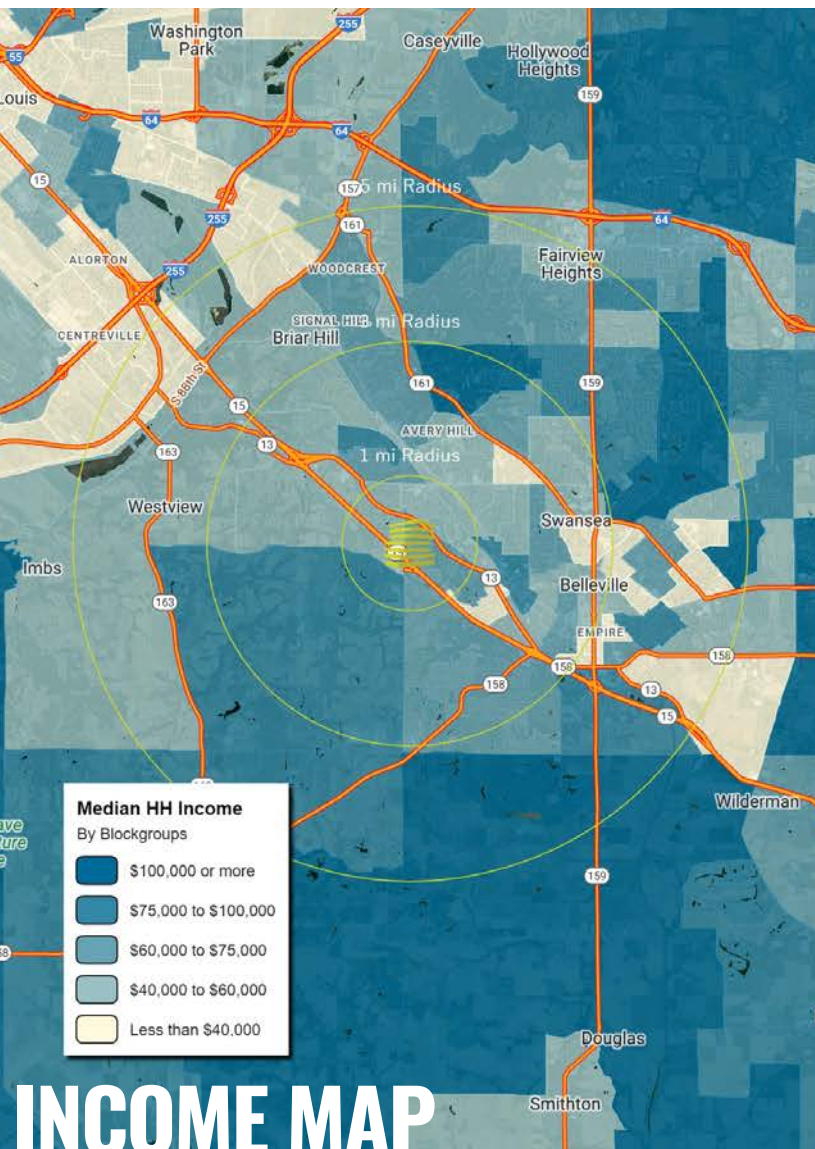 255
Washington
Park
Caseyville
Hollywood
Heights
55
Louis
159
64
64
15
157
5 mi Radius
161
255
64
ALORTON
255
WOODCREST
Fairview
Heights
SIGNAL HILL
mi Radius
CENTREVILLE
Briar Hill
161
159
S 88th St
15
AVERY HILL
13
1 mi Radius
163
Westview
Swansea
Imbs
13
Belleville
163
EMPIRE
158
158
158
13
15
Wilderman
Median HH Income
By Blockgroups
$100,000 or more
$75,000 to $100,000
$60,000 to $75,000
$40,000 to $60,000
Less than $40,000
159
Douglas
Smithton
INCOME MAP